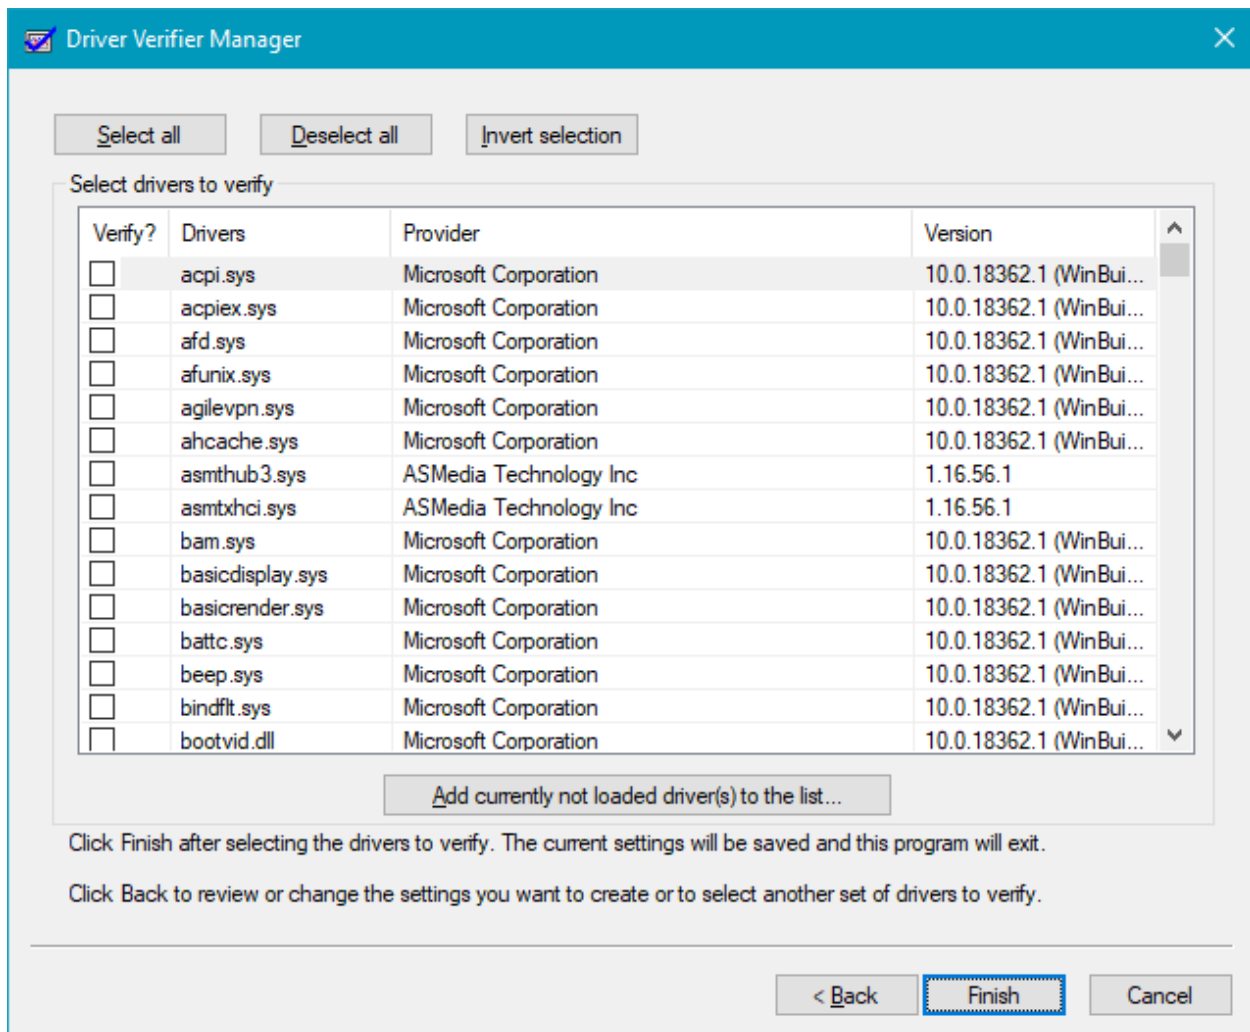 Driver Verifier Manager
Select all Deselect all Invert selection
Select drivers to verify
Verify? Drivers Provider Version
acpi.sys Microsoft Corporation 10.0.18362.1 (WinBui...
acpiex.sys Microsoft Corporation 10.0.18362.1 (WinBui...
afd.sys Microsoft Corporation 10.0.18362.1 (WinBui...
afunix.sys Microsoft Corporation 10.0.18362.1 (WinBui...
agilevpn.sys Microsoft Corporation 10.0.18362.1 (WinBui...
ahcache.sys Microsoft Corporation 10.0.18362.1 (WinBui...
asmthub3.sys ASMedia Technology Inc 1.16.56.1
asmtxhci.sys ASMedia Technology Inc 1.16.56.1
bam.sys Microsoft Corporation 10.0.18362.1 (WinBui...
basicdisplay.sys Microsoft Corporation 10.0.18362.1 (WinBui...
basicrender.sys Microsoft Corporation 10.0.18362.1 (WinBui...
battc.sys Microsoft Corporation 10.0.18362.1 (WinBui...
beep.sys Microsoft Corporation 10.0.18362.1 (WinBui...
bindflt.sys Microsoft Corporation 10.0.18362.1 (WinBui...
bootvid.dll Microsoft Corporation 10.0.18362.1 (WinBui...
Add currently not loaded driver(s) to the list...
Click Finish after selecting the drivers to verify. The current settings will be saved and this program will exit.
Click Back to review or change the settings you want to create or to select another set of drivers to verify.
< Back Finish Cancel